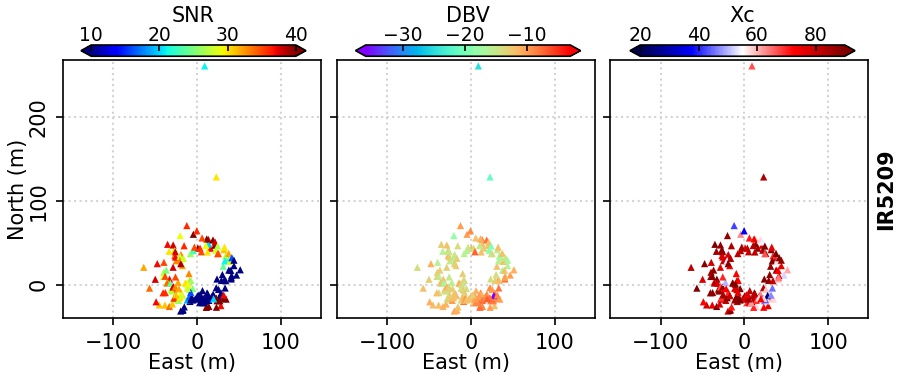 SNR DBV Xc
10 20 30 40 −30 −20 −10 20 40 60 80
200
100
0
North (m)
IR5209
−100 0 100 −100 0 100 −100 0 100
East (m) East (m) East (m)